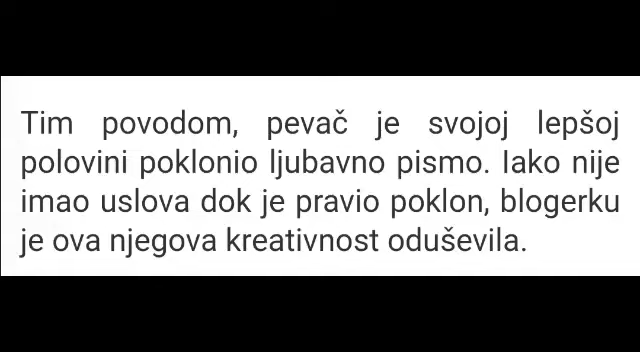 Tim povodom, pevač je svojoj lepšoj
polovini poklonio ljubavno pismo. Iako nije
imao uslova dok je pravio poklon, blogerku
je ova njegova kreativnost oduševila.